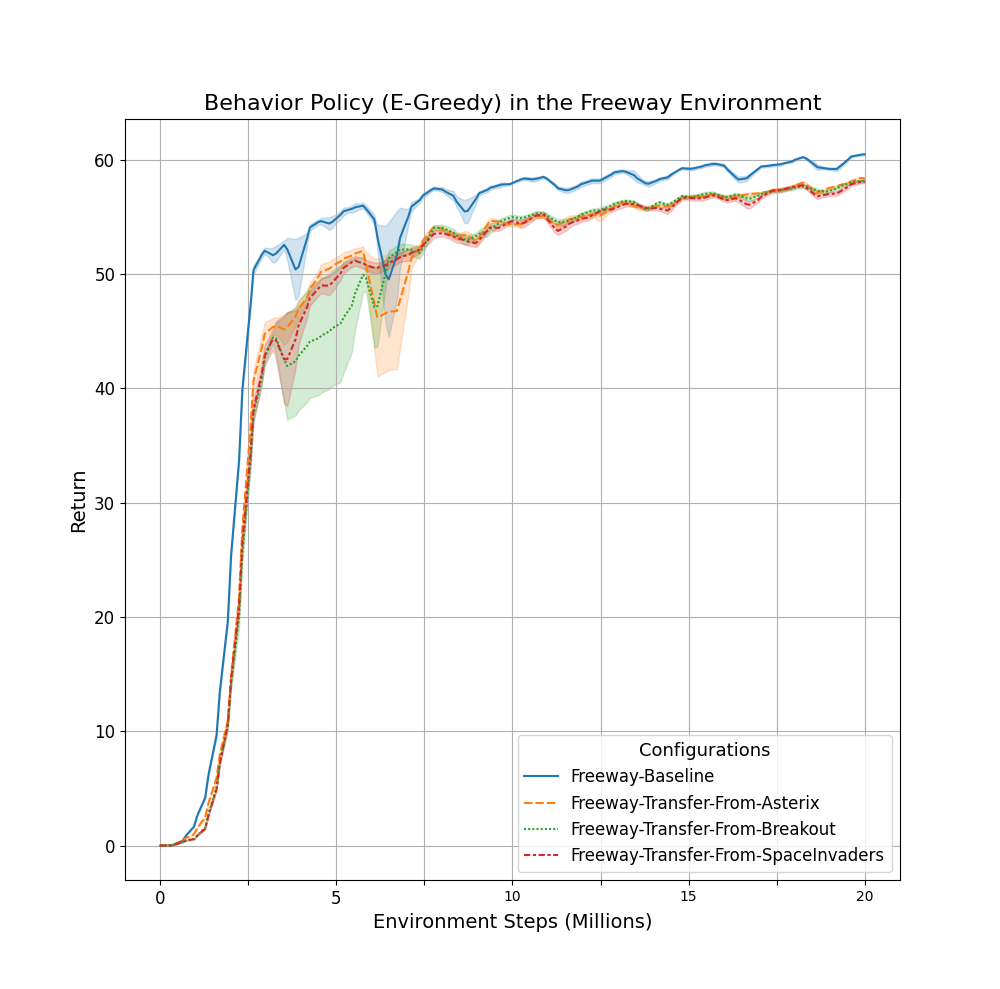 Behavior Policy (E-Greedy) in the Freeway Environment
60
50
40
30
20
10
0
Return
0 5 10 15 20
Environment Steps (Millions)
Configurations
Freeway-Baseline
Freeway-Transfer-From-Asterix
Freeway-Transfer-From-Breakout
Freeway-Transfer-From-SpaceInvaders